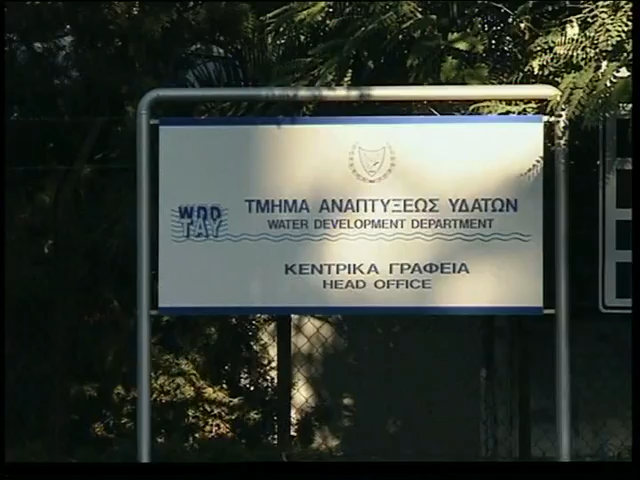 WDD
ΤΑΥ
ΤΜΗΜΑ ΑΝΑΠΤΥΞΕΩΣ ΥΔΑΤΩΝ
WATER DEVELOPMENT DEPARTMENT
ΚΕΝΤΡΙΚΑ ΓΡΑΦΕΙΑ
HEAD OFFICE